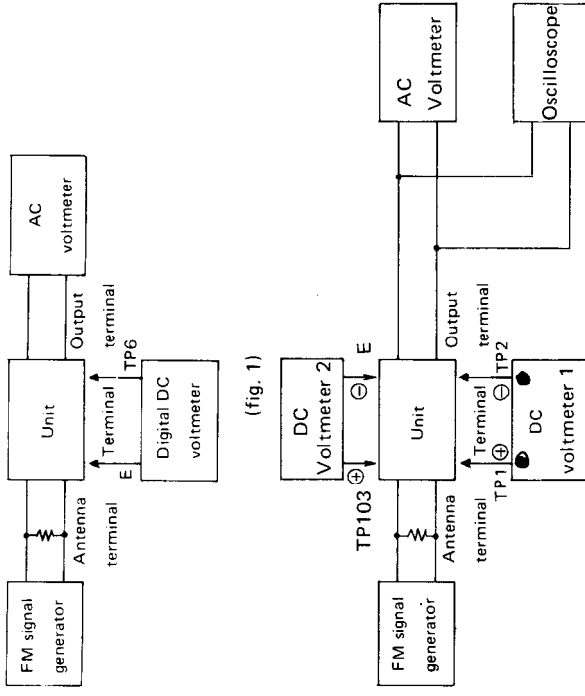 FM signal
generator
Antenna
terminal
Unit
E
Terminal
TP6
Digital DC
voltmeter
Output
terminal
AC
voltmeter
(fig. 1)
FM signal
generator
Antenna
terminal
TP103
⊕
DC
Voltmeter 2
⊖
E
Unit
TP1
⊕
Terminal
⊖
TP2
DC
Voltmeter 1
Output
terminal
AC
Voltmeter
Oscilloscope